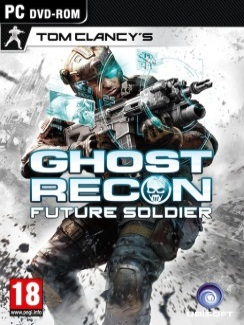 PC DVD-ROM
TOM CLANCY'S
GHOST
RECON
FUTURE SOLDIER
18
www.pegi.info
UBISOFT